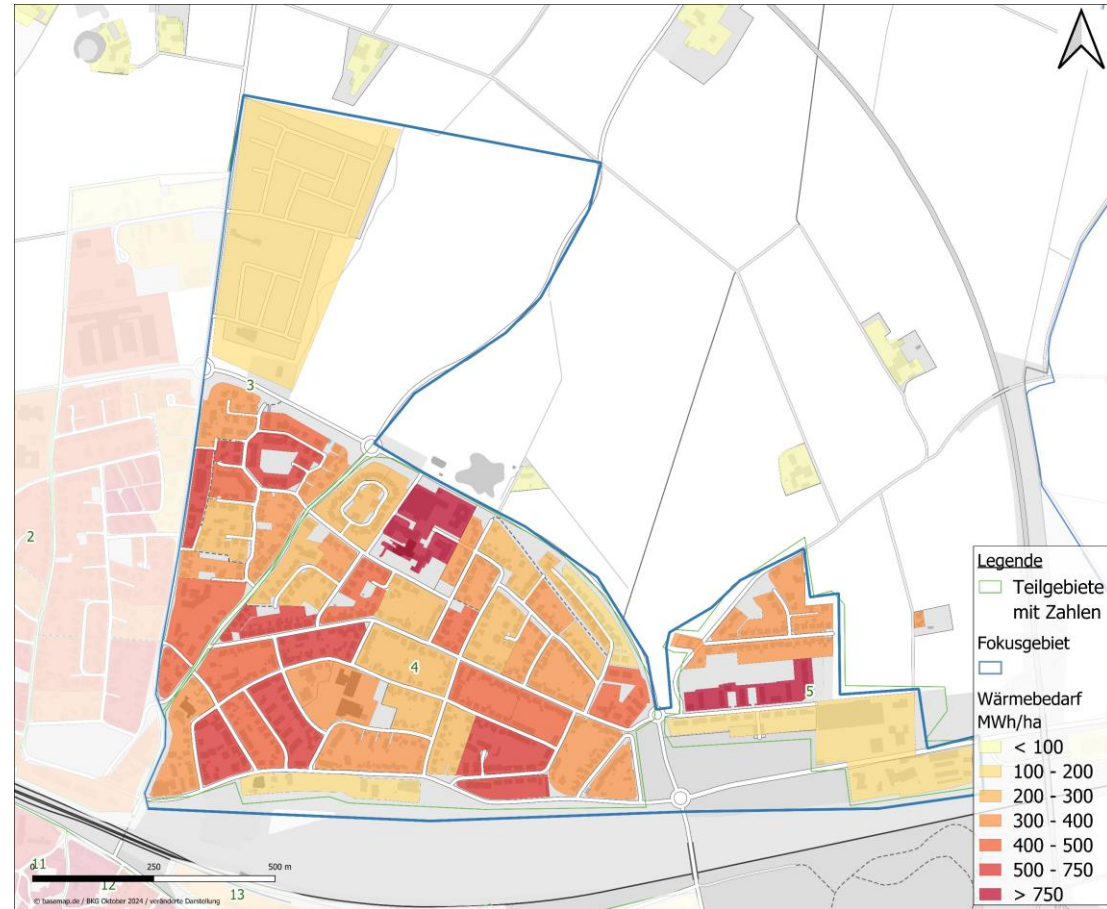 3
2
4
5
11
12
13
0
250
500 m
© basemap.de / BKG Oktober 2024 / veränderte Darstellung
Legende
Teilgebiete
mit Zahlen
Fokusgebiet
Wärmebedarf
MWh/ha
< 100
100 - 200
200 - 300
300 - 400
400 - 500
500 - 750
> 750